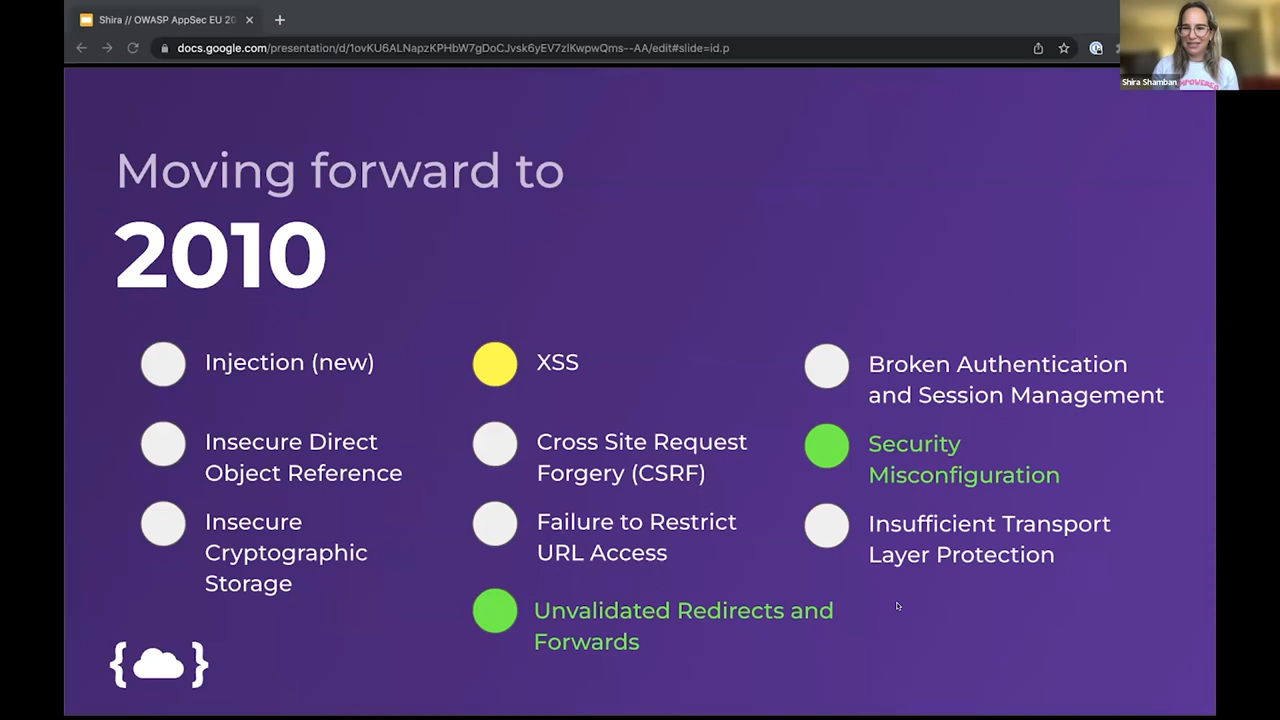 Shira // OWASP AppSec EU 20
docs.google.com/presentation/d/1ovKU6ALNapzKPHbW7gDoCJvsk6yEV7zlKwpwQms--AA/edit#slide=id.p
Shira Shamban
Moving forward to
2010
Injection (new)
XSS
Broken Authentication
and Session Management
Insecure Direct
Object Reference
Cross Site Request
Forgery (CSRF)
Security
Misconfiguration
Insecure
Cryptographic
Storage
Failure to Restrict
URL Access
Insufficient Transport
Layer Protection
Unvalidated Redirects and
Forwards